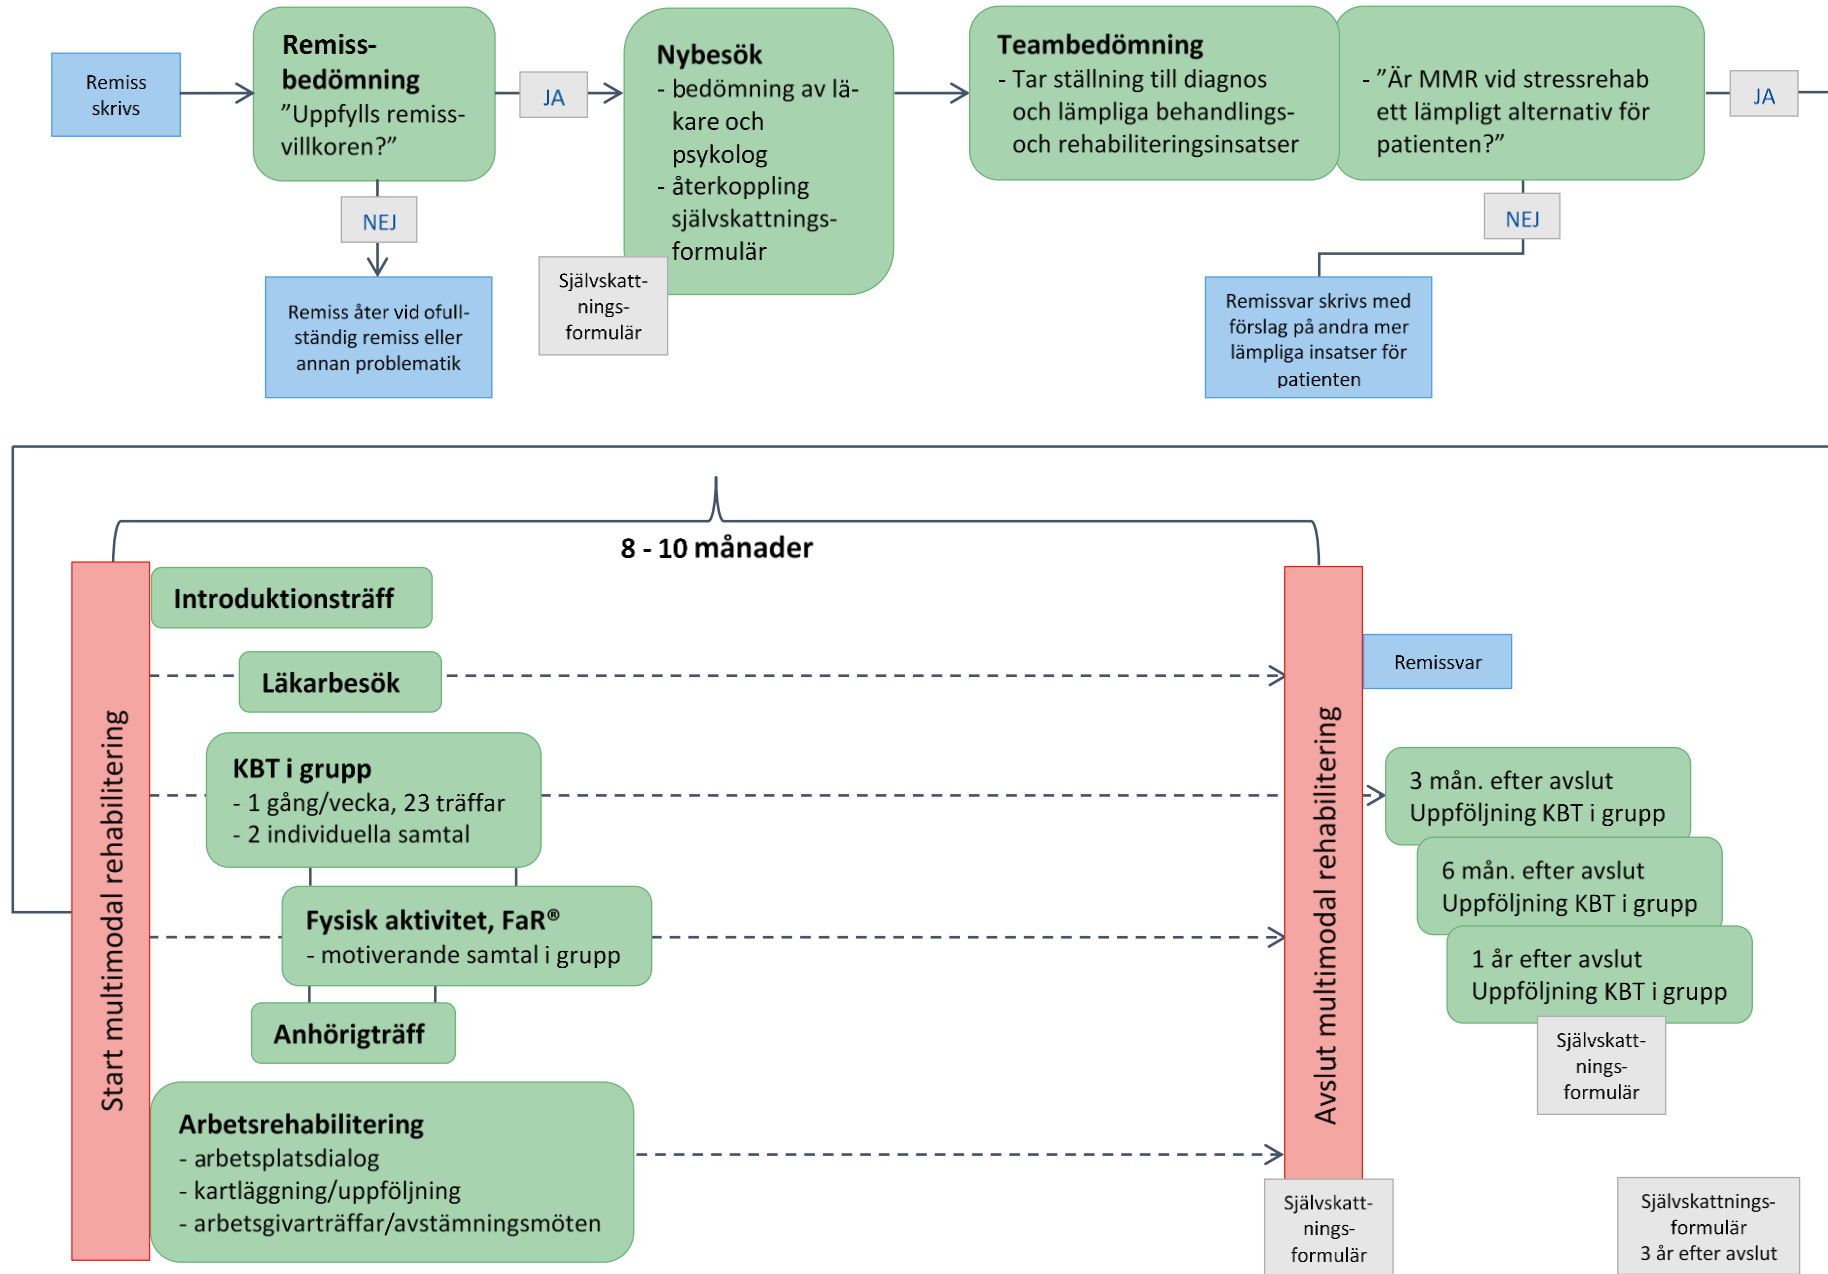 Remiss
skrivs
Remiss-
bedömning
”Uppfylls remiss-
villkoren?”
JA
NEJ
Remiss åter vid ofull-
ständig remiss eller
annan problematik
Nybesök
- bedömning av lä-
kare och
psykolog
- återkoppling
självskattnings-
formulär
Självskatt-
nings-
formulär
Teambedömning
- Tar ställning till diagnos
och lämpliga behandlings-
och rehabiliteringsinsatser
- ”Är MMR vid stressrehab
ett lämpligt alternativ för
patienten?”
JA
NEJ
Remissvar skrivs med
förslag på andra mer
lämpliga insatser för
patienten
8 - 10 månader
Start multimodal rehabilitering
Introduktionsträff
Läkarbesök
KBT i grupp
- 1 gång/vecka, 23 träffar
- 2 individuella samtal
Fysisk aktivitet, FaR®
- motiverande samtal i grupp
Anhörigträff
Arbetsrehabilitering
- arbetsplatsdialog
- kartläggning/uppföljning
- arbetsgivarträffar/avstämningsmöten
Avslut multimodal rehabilitering
Självskatt-
nings-
formulär
Remissvar
3 mån. efter avslut
Uppföljning KBT i grupp
6 mån. efter avslut
Uppföljning KBT i grupp
1 år efter avslut
Uppföljning KBT i grupp
Självskatt-
nings-
formulär
Självskattnings-
formulär
3 år efter avslut